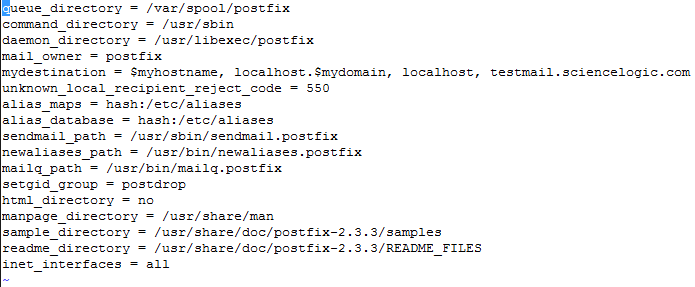 queue_directory = /var/spool/postfix
command_directory = /usr/sbin
daemon_directory = /usr/libexec/postfix
mail_owner = postfix
mydestination = $myhostname, localhost.$mydomain, localhost, testmail.sciencelogic.com
unknown_local_recipient_reject_code = 550
alias_maps = hash:/etc/aliases
alias_database = hash:/etc/aliases
sendmail_path = /usr/sbin/sendmail.postfix
newaliases_path = /usr/bin/newaliases.postfix
mailq_path = /usr/bin/mailq.postfix
setgid_group = postdrop
html_directory = no
manpage_directory = /usr/share/man
sample_directory = /usr/share/doc/postfix-2.3.3/samples
readme_directory = /usr/share/doc/postfix-2.3.3/README_FILES
inet_interfaces = all
~